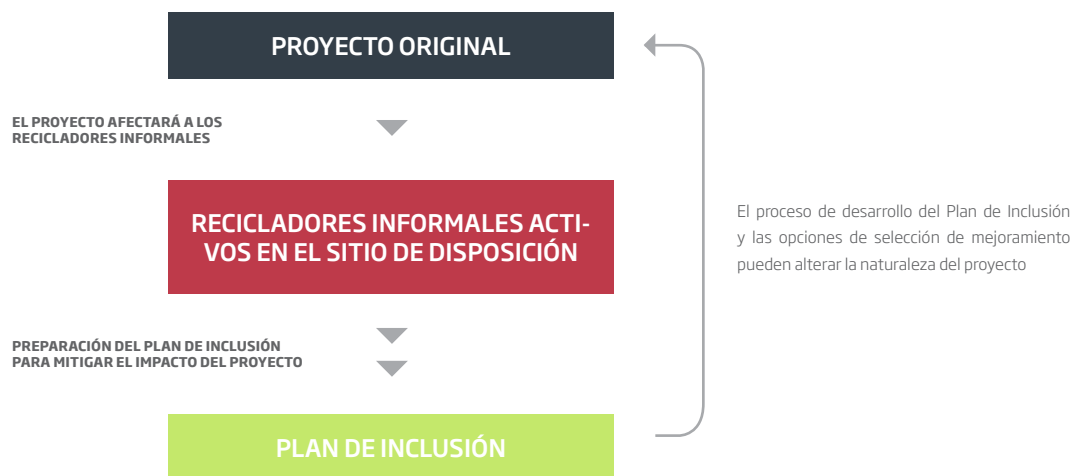 PROYECTO ORIGINAL
EL PROYECTO AFECTARÁ A LOS
RECICLADORES INFORMALES
RECICLADORES INFORMALES ACTI-
VOS EN EL SITIO DE DISPOSICIÓN
El proceso de desarrollo del Plan de Inclusión
y las opciones de selección de mejoramiento
pueden alterar la naturaleza del proyecto
PREPARACIÓN DEL PLAN DE INCLUSIÓN
PARA MITIGAR EL IMPACTO DEL PROYECTO
PLAN DE INCLUSIÓN